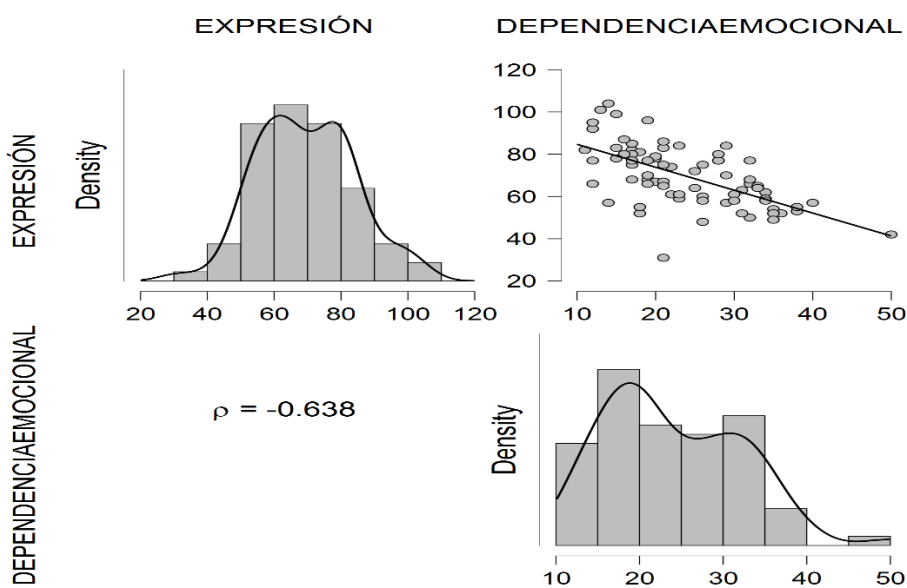 EXPRESIÓN
DEPENDENCIAEMOCIONAL
EXPRESIÓN
Density
20 40 60 80 100 120
120
100
80
60
40
20
10 20 30 40 50
DEPENDENCIAEMOCIONAL
ρ = -0.638
Density
10 20 30 40 50